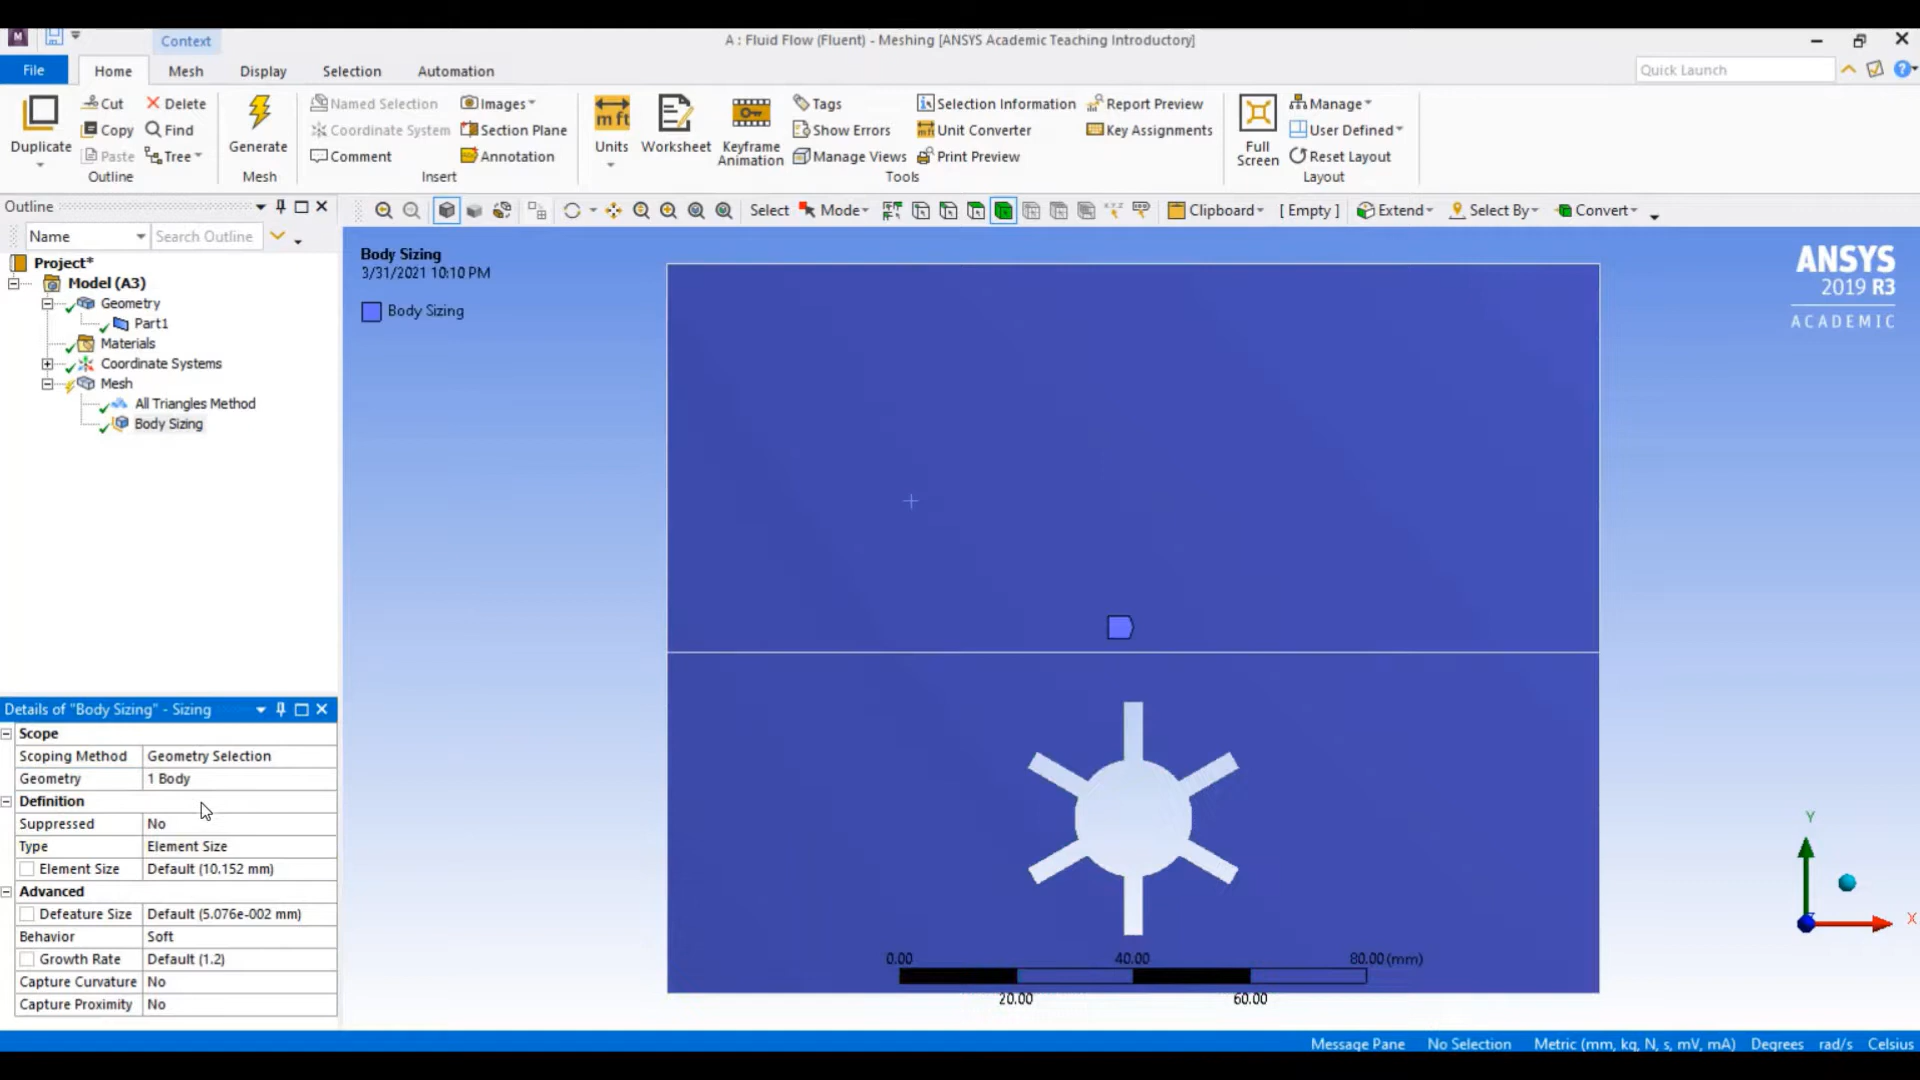 M
Context
A : Fluid Flow (Fluent) - Meshing [ANSYS Academic Teaching Introductory]
File Home Mesh Display Selection Automation
Quick Launch
Duplicate
Cut Delete
Copy Find
Paste Tree
Outline
Generate
Mesh
Named Selection Images
Coordinate System Section Plane
Comment Annotation
Insert
m ft
Units
Worksheet
Keyframe
Animation
Tags Selection Information Report Preview
Show Errors Unit Converter Key Assignments
Manage Views Print Preview
Tools
Full
Screen
Manage
User Defined
Reset Layout
Layout
Outline
Name Search Outline
Select Mode Clipboard [ Empty ] Extend Select By Convert
Project*
Model (A3)
Geometry
Part1
Materials
Coordinate Systems
Mesh
All Triangles Method
Body Sizing
Body Sizing
3/31/2021 10:10 PM
Body Sizing
ANSYS
2019 R3
ACADEMIC
Details of "Body Sizing" - Sizing
Scope
Scoping Method Geometry Selection
Geometry 1 Body
Definition
Suppressed No
Type Element Size
Element Size Default (10.152 mm)
Advanced
Defeature Size Default (5.076e-002 mm)
Behavior Soft
Growth Rate Default (1.2)
Capture Curvature No
Capture Proximity No
0.00 40.00 80.00 (mm)
20.00 60.00
Y
X
Message Pane No Selection Metric (mm, kg, N, s, mV, mA) Degrees rad/s Celsius